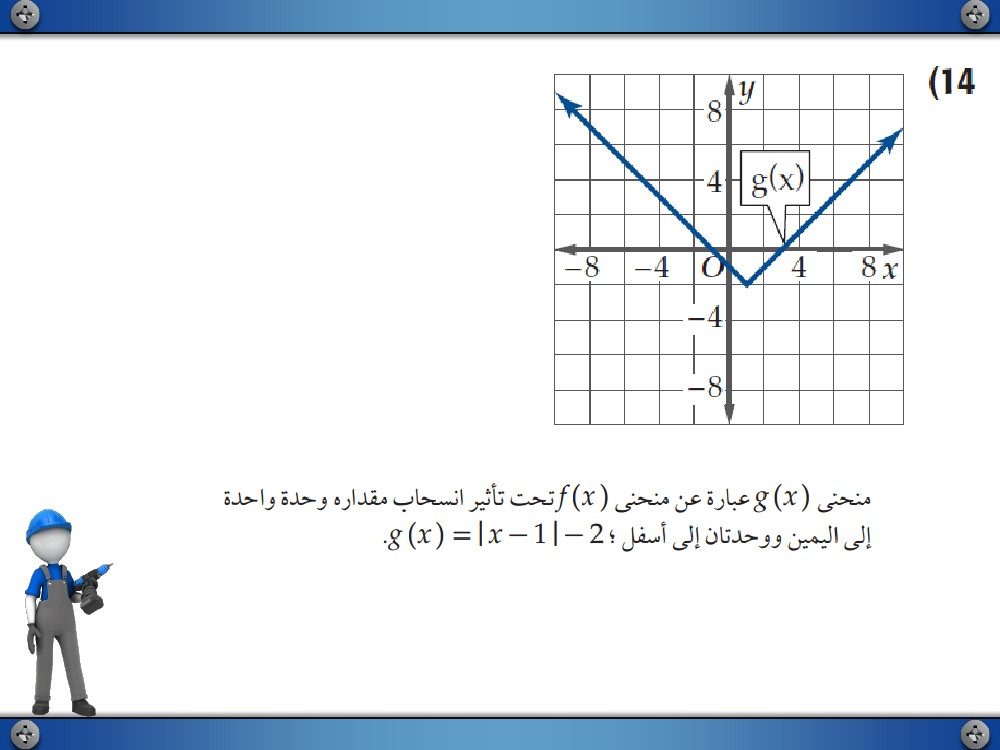 (14
y
8
4
g(x)
−8 −4 O 4 8 x
−4
−8
منحنى g(x) عبارة عن منحنى f(x) تحت تأثير انسحاب مقداره وحدة واحدة
إلى اليمين ووحدتان إلى أسفل ؛ g(x) = |x − 1| − 2.